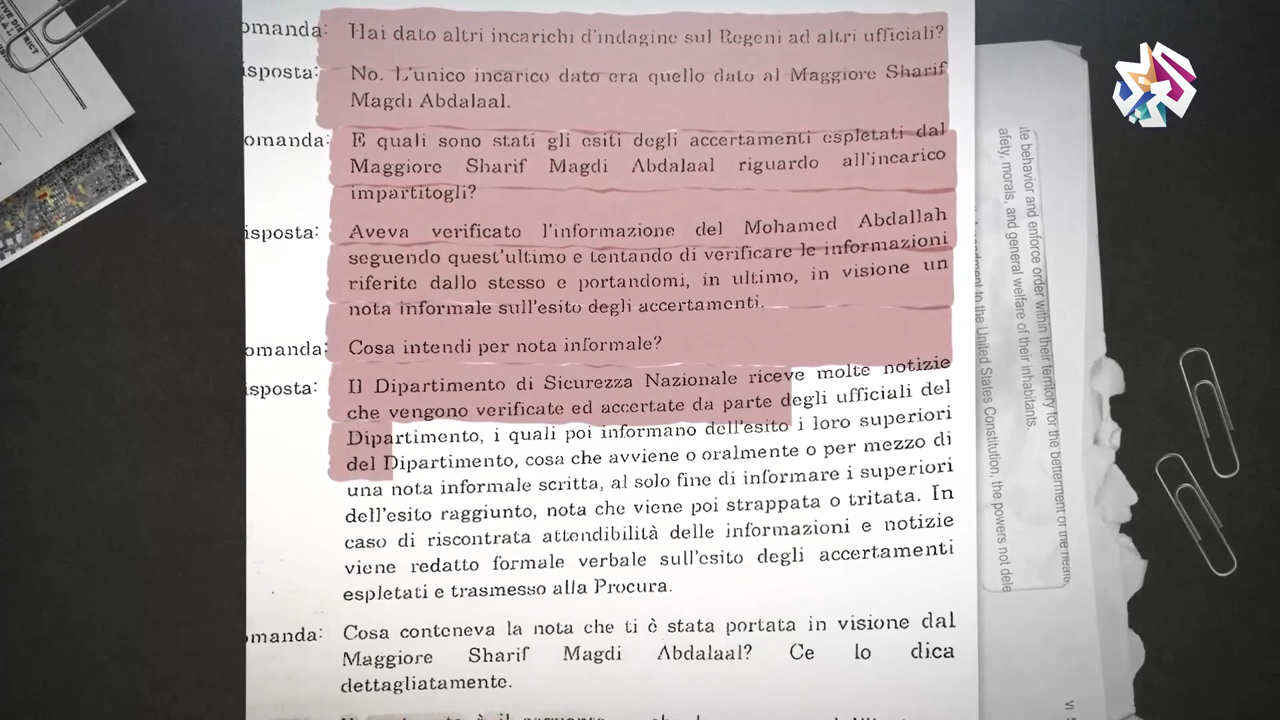 omanda: Hai dato altri incarichi d'indagine sul Regeni ad altri ufficiali?
isposta: No. L'unico incarico dato era quello dato al Maggiore Sharif
Magdi Abdalaal.
omanda: E quali sono stati gli esiti degli accertamenti espletati dal
Maggiore Sharif Magdi Abdalaal riguardo all'incarico
impartitogli?
isposta: Aveva verificato l'informazione del Mohamed Abdallah
seguendo quest'ultimo e tentando di verificare le informazioni
riferite dallo stesso e portandomi, in ultimo, in visione un
nota informale sull'esito degli accertamenti.
omanda: Cosa intendi per nota informale?
isposta: Il Dipartimento di Sicurezza Nazionale riceve molte notizie
che vengono verificate ed accertate da parte degli ufficiali del
Dipartimento, i quali poi informano dell'esito i loro superiori
del Dipartimento, cosa che avviene o oralmente o per mezzo di
una nota informale scritta, al solo fine di informare i superiori
dell'esito raggiunto, nota che viene poi strappata o tritata. In
caso di riscontrata attendibilità delle informazioni e notizie
viene redatto formale verbale sull'esito degli accertamenti
espletati e trasmesso alla Procura.
manda: Cosa conteneva la nota che ti è stata portata in visione dal
Maggiore Sharif Magdi Abdalaal? Ce lo dica
dettagliatamente.
te behavior and enforce order within their territory for the betterment of the health,
afety, morals, and general welfare of their inhabitants.
to the United States Constitution, the powers not dele